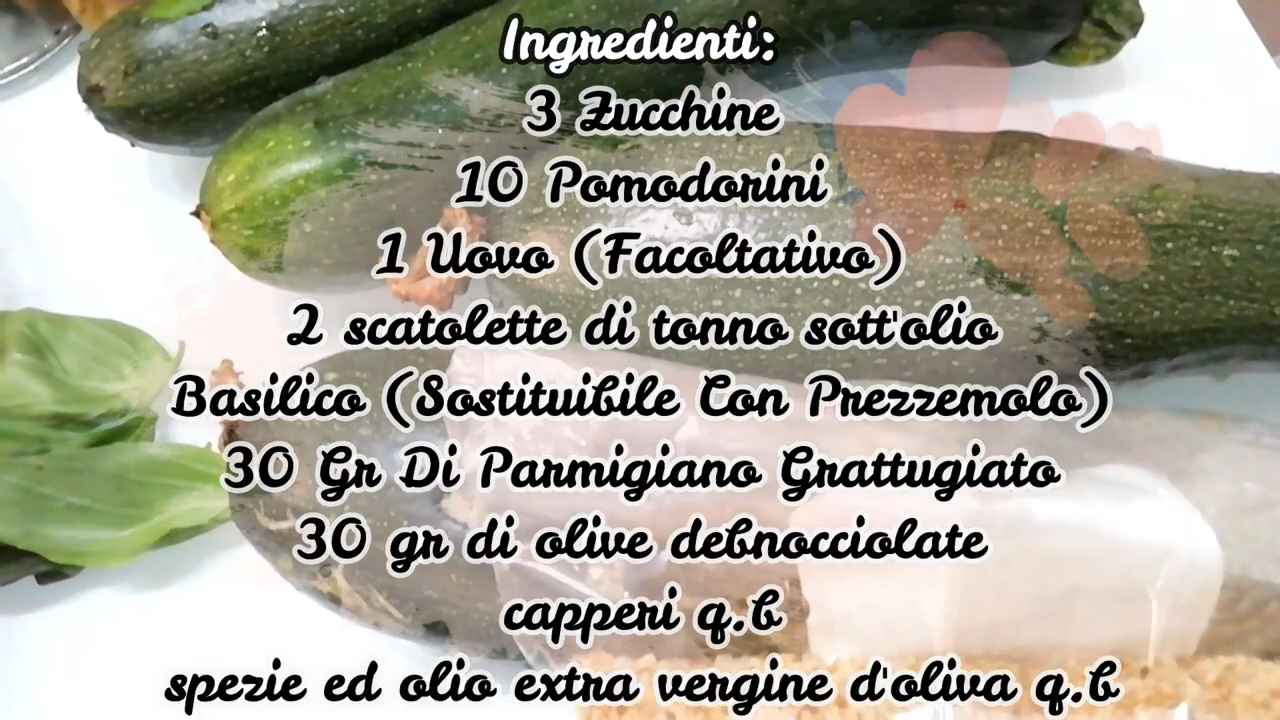 Ingredienti:
3 Zucchine
10 Pomodorini
1 Uovo (Facoltativo)
2 scatolette di tonno sott'olio
Basilico (Sostituibile Con Prezzemolo)
30 Gr Di Parmigiano Grattugiato
30 gr di olive debnocciolate
capperi q.b
spezie ed olio extra vergine d'oliva q.b